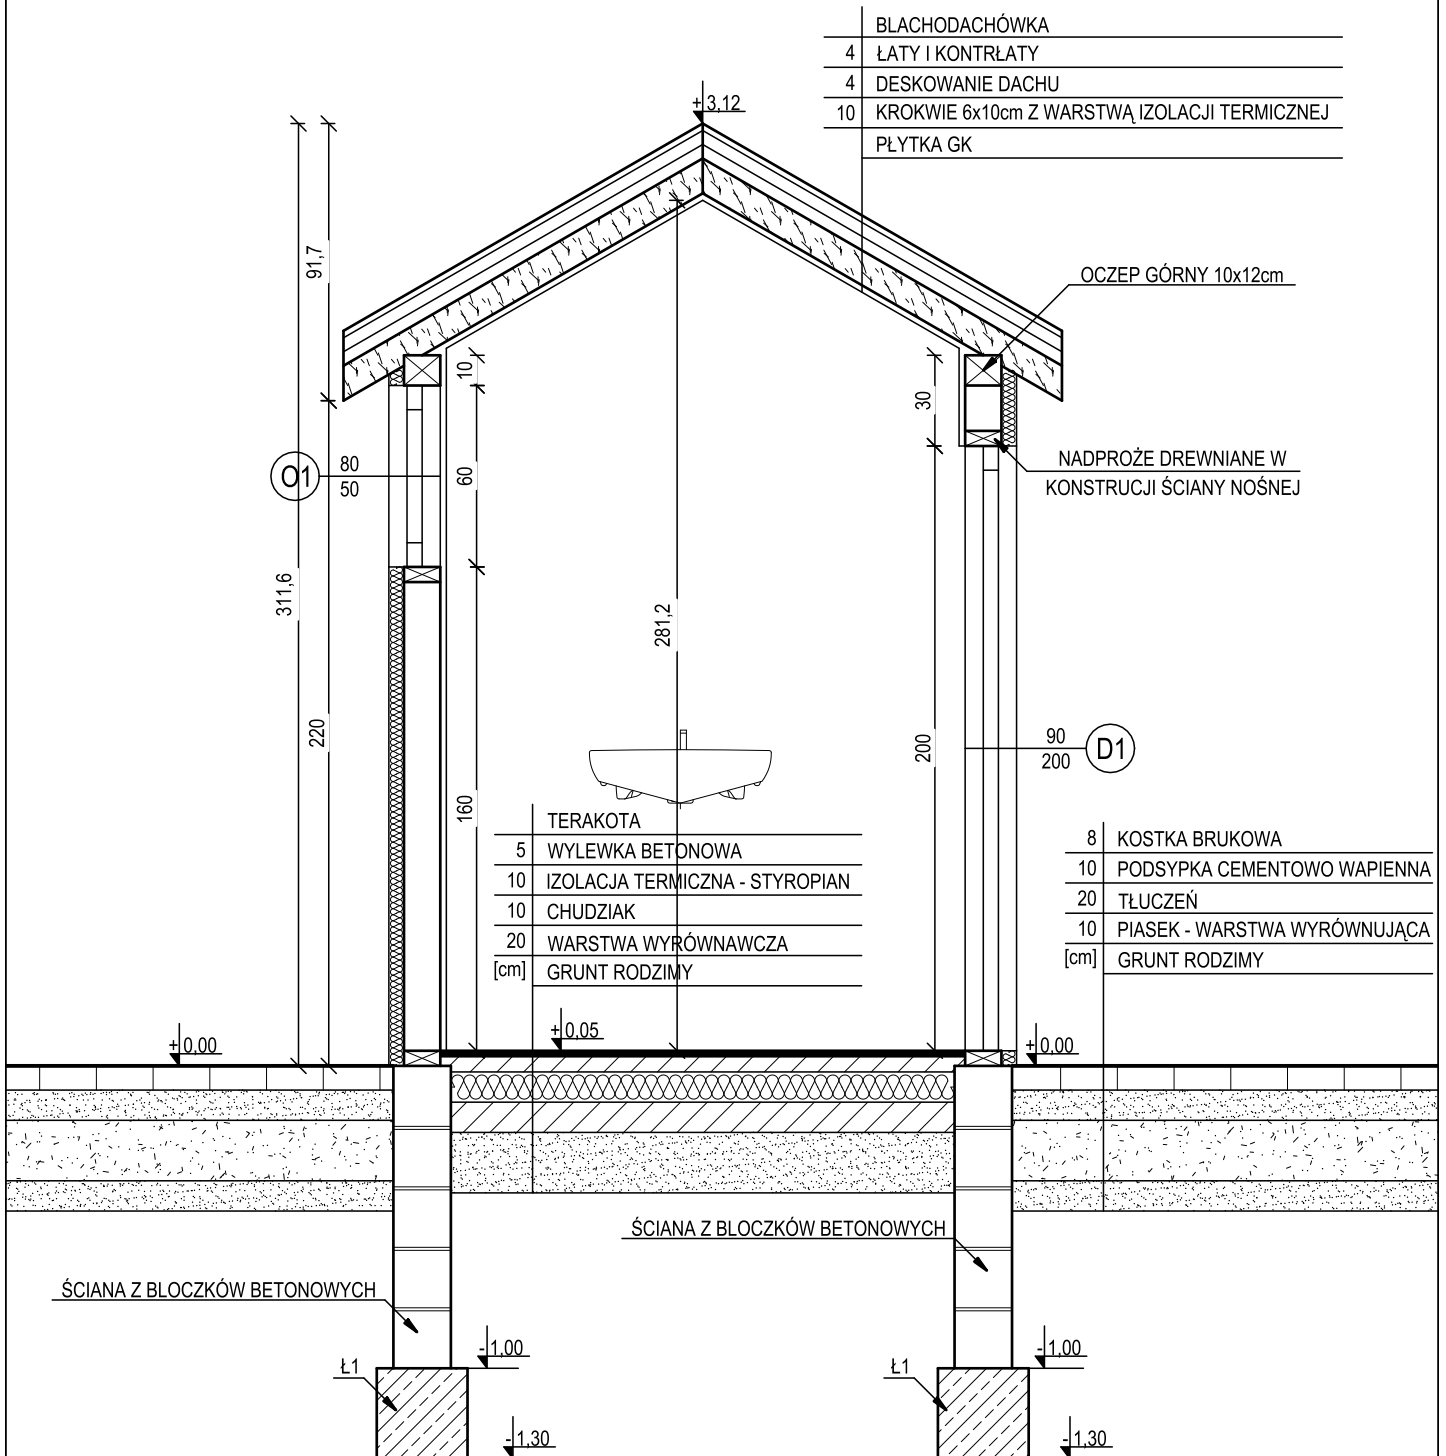 BLACHODACHÓWKA
4 ŁATY I KONTRŁATY
4 DESKOWANIE DACHU
10 KROKWIE 6x10cm Z WARSTWĄ IZOLACJI TERMICZNEJ
PŁYTKA GK
+3,12
91,7
OCZEP GÓRNY 10x12cm
10
30
O1 80
50
60
NADPROŻE DREWNIANE W
KONSTRUCJI ŚCIANY NOŚNEJ
311,6
281,2
220
200
90
200 D1
160
TERAKOTA
5 WYLEWKA BETONOWA
10 IZOLACJA TERMICZNA - STYROPIAN
10 CHUDZIAK
20 WARSTWA WYRÓWNAWCZA
[cm] GRUNT RODZIMY
8 KOSTKA BRUKOWA
10 PODSYPKA CEMENTOWO WAPIENNA
20 TŁUCZEŃ
10 PIASEK - WARSTWA WYRÓWNUJĄCA
[cm] GRUNT RODZIMY
+0,00
+0,05
+0,00
ŚCIANA Z BLOCZKÓW BETONOWYCH
ŚCIANA Z BLOCZKÓW BETONOWYCH
-1,00
-1,00
Ł1
Ł1
-1,30
-1,30